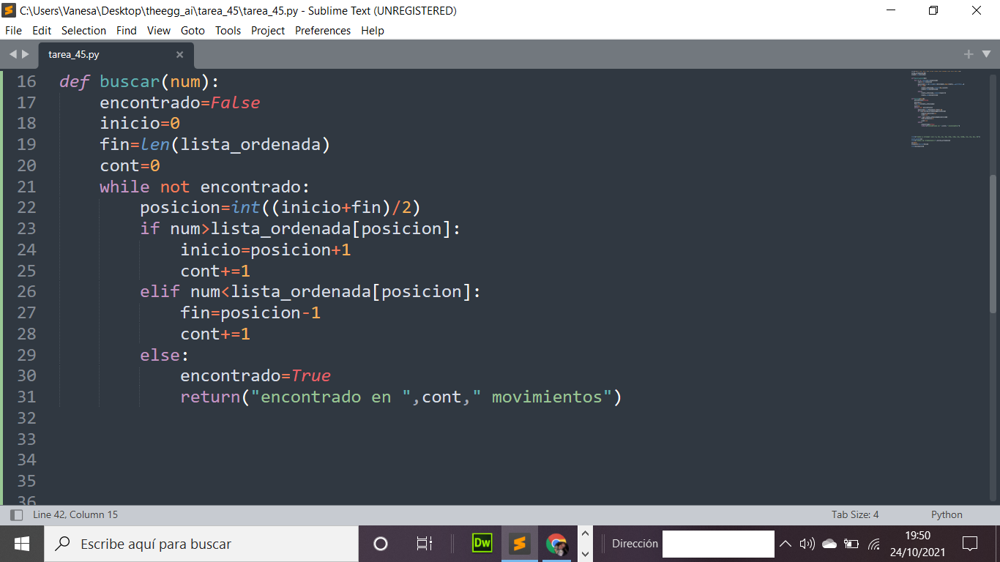 C:\Users\Vanesa\Desktop\theegg_ai\tarea_45\tarea_45.py - Sublime Text (UNREGISTERED)
File Edit Selection Find View Goto Tools Project Preferences Help
tarea_45.py
16 def buscar(num):
17     encontrado=False
18     inicio=0
19     fin=len(lista_ordenada)
20     cont=0
21     while not encontrado:
22         posicion=int((inicio+fin)/2)
23         if num>lista_ordenada[posicion]:
24             inicio=posicion+1
25             cont+=1
26         elif num<lista_ordenada[posicion]:
27             fin=posicion-1
28             cont+=1
29         else:
30             encontrado=True
31             return("encontrado en ",cont," movimientos")
32
33
34
35
36
Line 42, Column 15 Tab Size: 4 Python
Escribe aquí para buscar Dw Dirección 19:50
24/10/2021